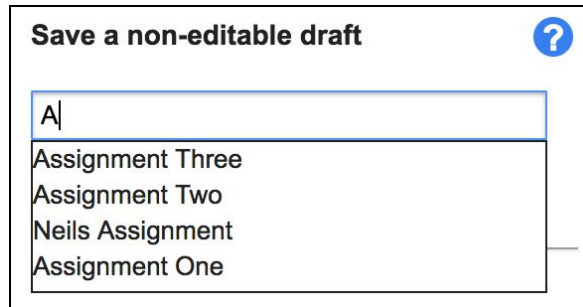 Save a non-editable draft
?
A
Assignment Three
Assignment Two
Neils Assignment
Assignment One